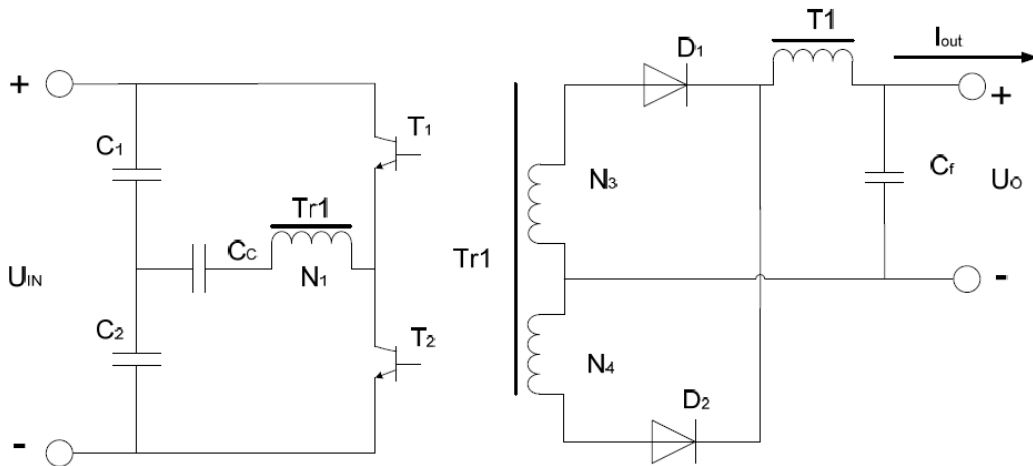 T1
Iout
+
D1
+
C1
T1
Tr1
N3
Cf
UO
CC
N1
Tr1
UIN
-
C2
T2
N4
D2
-